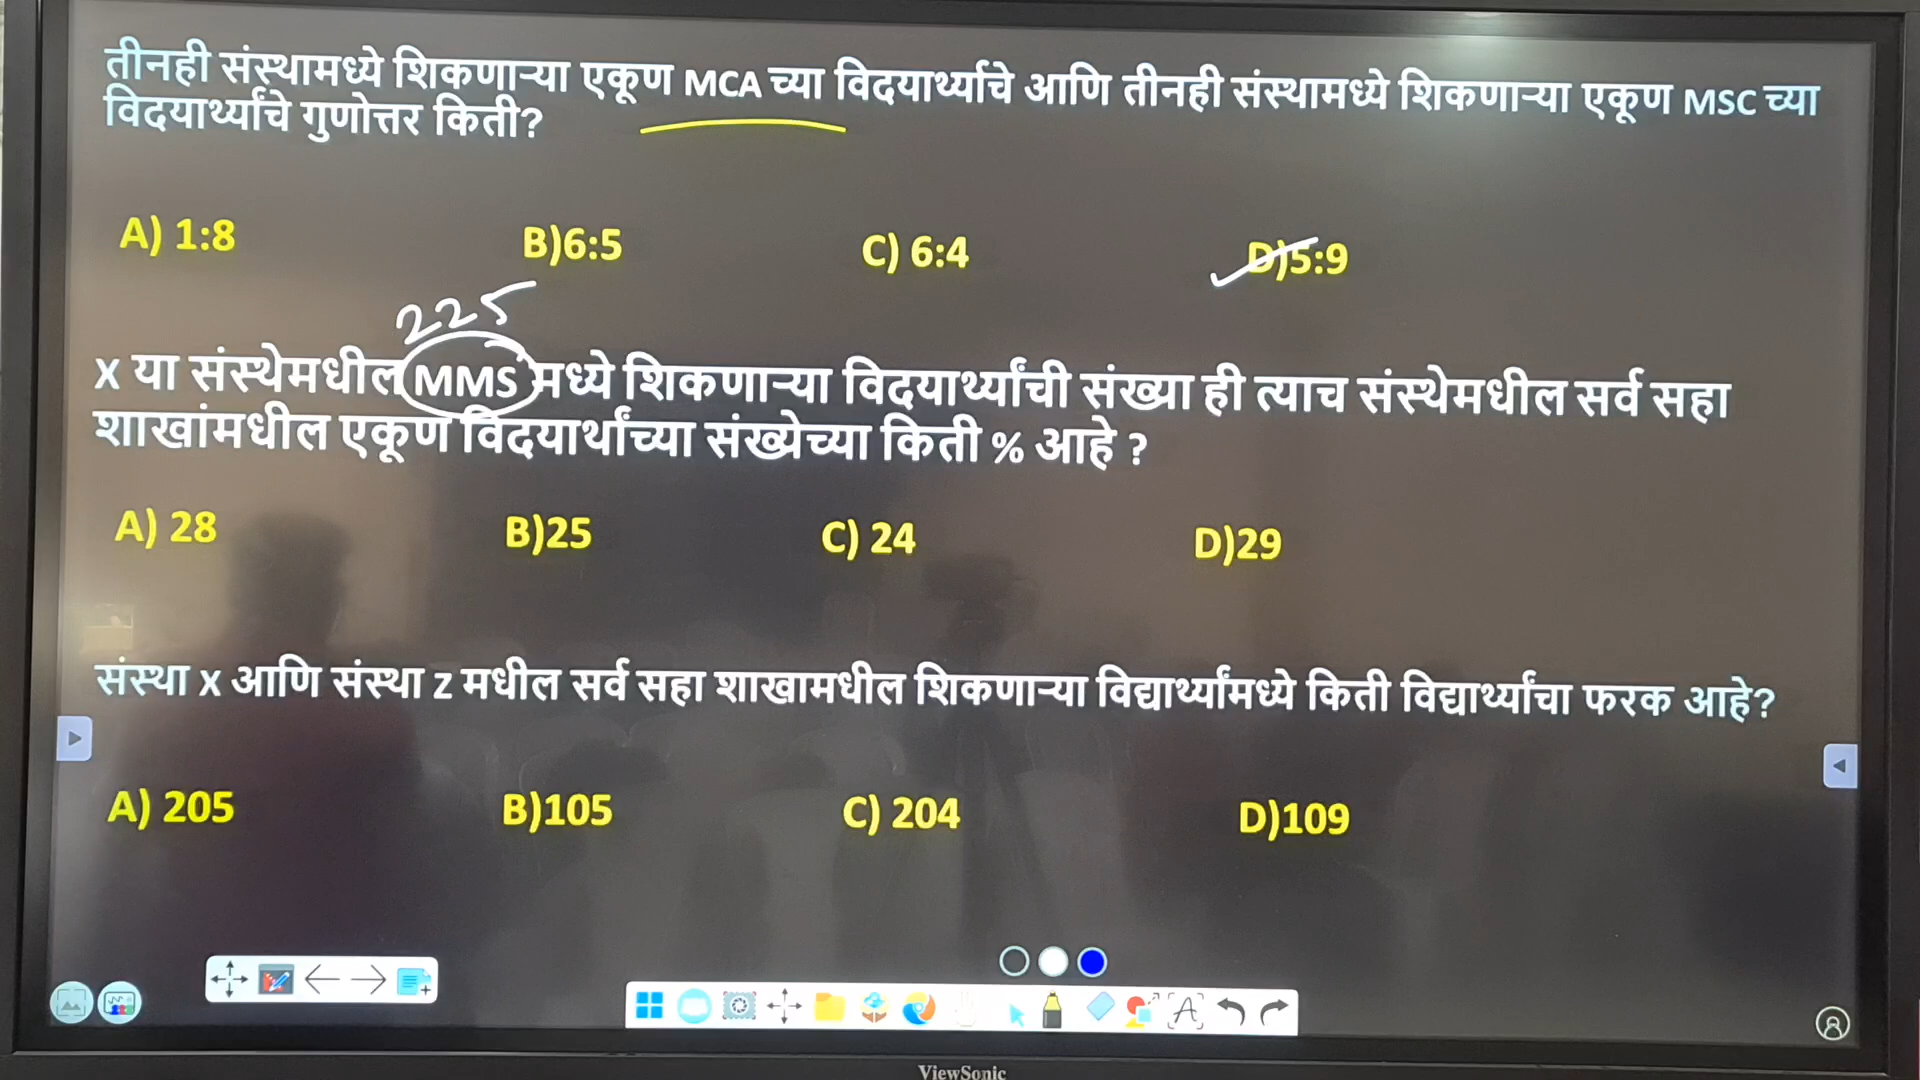 तीनही संस्थामध्ये शिकणाऱ्या एकूण MCA च्या विदयार्थ्याचे आणि तीनही संस्थामध्ये शिकणाऱ्या एकूण MSC च्या
विदयार्थ्यांचे गुणोत्तर किती?
A) 1:8 B)6:5 C) 6:4 D)5:9
225
X या संस्थेमधील MMS मध्ये शिकणाऱ्या विदयार्थ्यांची संख्या ही त्याच संस्थेमधील सर्व सहा
शाखांमधील एकूण विदयार्थांच्या संख्येच्या किती % आहे ?
A) 28 B)25 C) 24 D)29
संस्था X आणि संस्था Z मधील सर्व सहा शाखामधील शिकणाऱ्या विद्यार्थ्यांमध्ये किती विद्यार्थ्यांचा फरक आहे?
A) 205 B)105 C) 204 D)109
ViewSonic